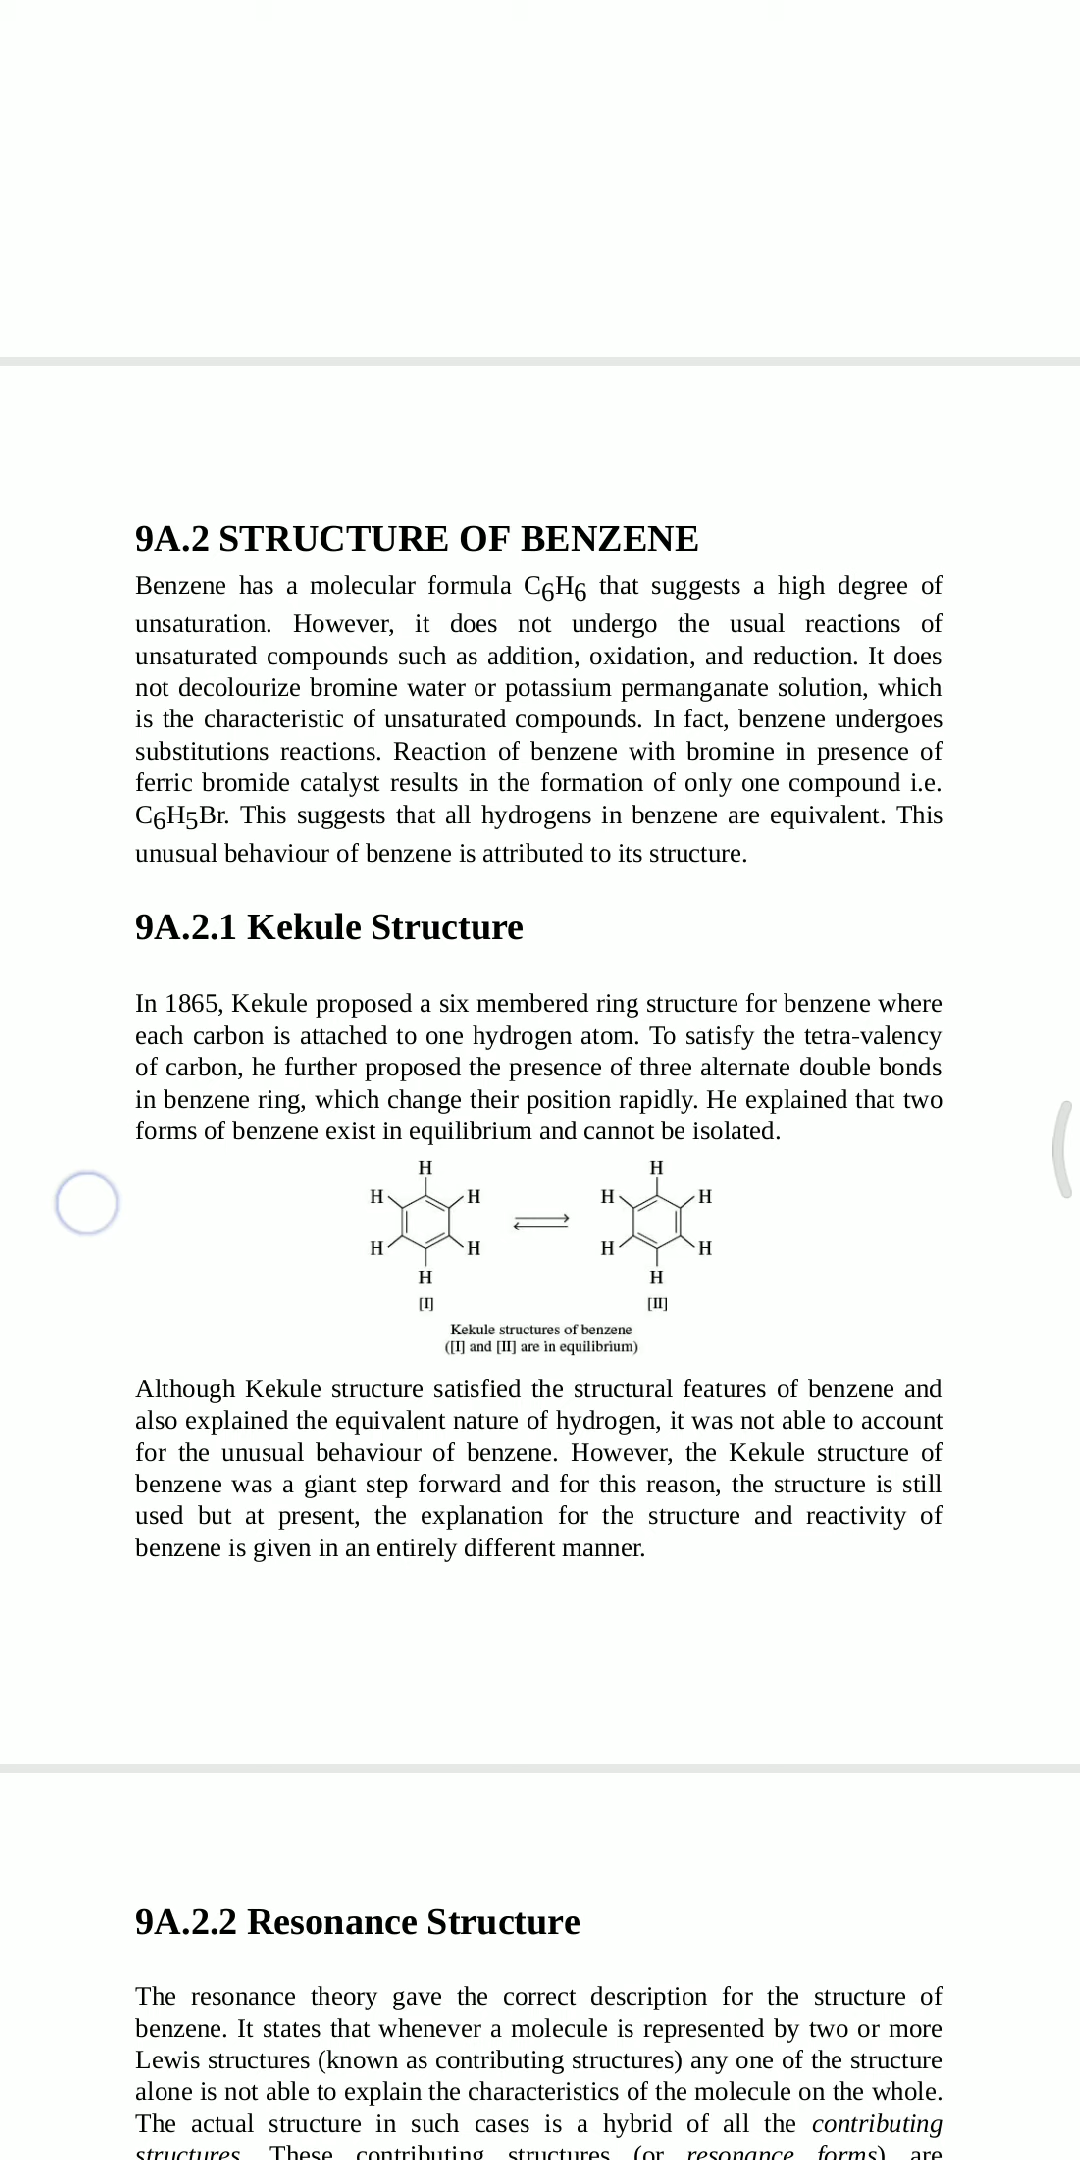 9A.2 STRUCTURE OF BENZENE
Benzene has a molecular formula C6H6 that suggests a high degree of
unsaturation. However, it does not undergo the usual reactions of
unsaturated compounds such as addition, oxidation, and reduction. It does
not decolourize bromine water or potassium permanganate solution, which
is the characteristic of unsaturated compounds. In fact, benzene undergoes
substitutions reactions. Reaction of benzene with bromine in presence of
ferric bromide catalyst results in the formation of only one compound i.e.
C6H5Br. This suggests that all hydrogens in benzene are equivalent. This
unusual behaviour of benzene is attributed to its structure.
9A.2.1 Kekule Structure
In 1865, Kekule proposed a six membered ring structure for benzene where
each carbon is attached to one hydrogen atom. To satisfy the tetra-valency
of carbon, he further proposed the presence of three alternate double bonds
in benzene ring, which change their position rapidly. He explained that two
forms of benzene exist in equilibrium and cannot be isolated.
H H
H H H H
H H H H
H H
[I] [II]
Kekule structures of benzene
([I] and [II] are in equilibrium)
Although Kekule structure satisfied the structural features of benzene and
also explained the equivalent nature of hydrogen, it was not able to account
for the unusual behaviour of benzene. However, the Kekule structure of
benzene was a giant step forward and for this reason, the structure is still
used but at present, the explanation for the structure and reactivity of
benzene is given in an entirely different manner.
9A.2.2 Resonance Structure
The resonance theory gave the correct description for the structure of
benzene. It states that whenever a molecule is represented by two or more
Lewis structures (known as contributing structures) any one of the structure
alone is not able to explain the characteristics of the molecule on the whole.
The actual structure in such cases is a hybrid of all the contributing
structures. These contributing structures (or resonance forms) are